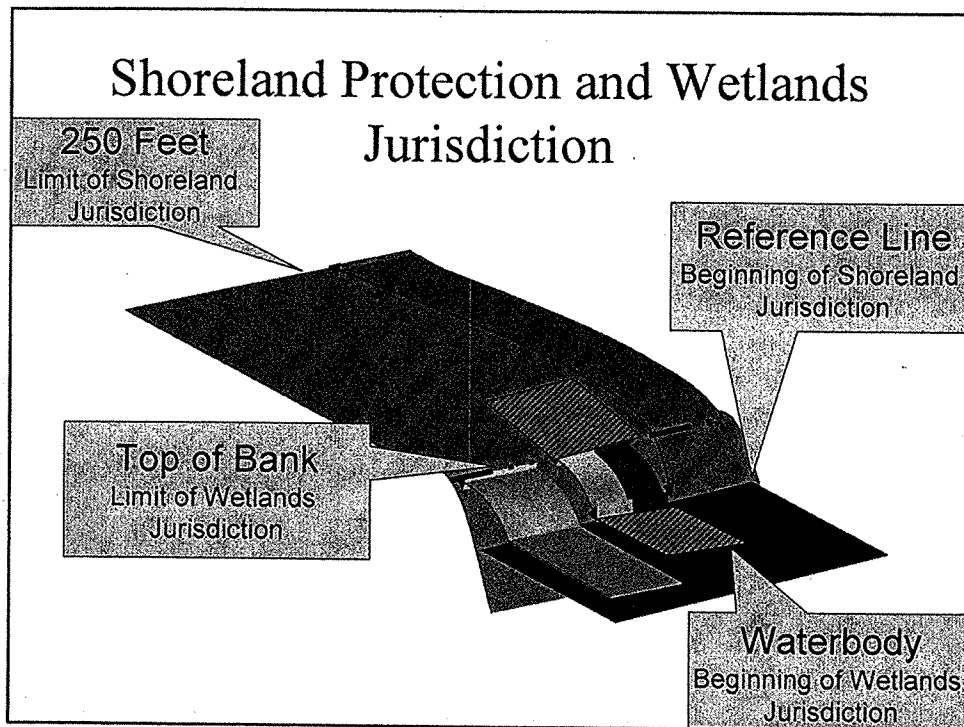 Shoreland Protection and Wetlands
Jurisdiction
250 Feet
Limit of Shoreland
Jurisdiction
Reference Line
Beginning of Shoreland
Jurisdiction
Top of Bank
Limit of Wetlands
Jurisdiction
Waterbody
Beginning of Wetlands
Jurisdiction